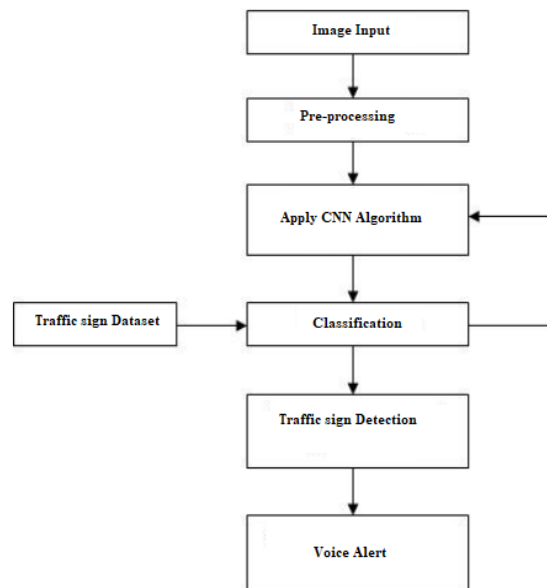 Image Input
Pre-processing
Apply CNN Algorithm
Traffic sign Dataset
Classification
Traffic sign Detection
Voice Alert